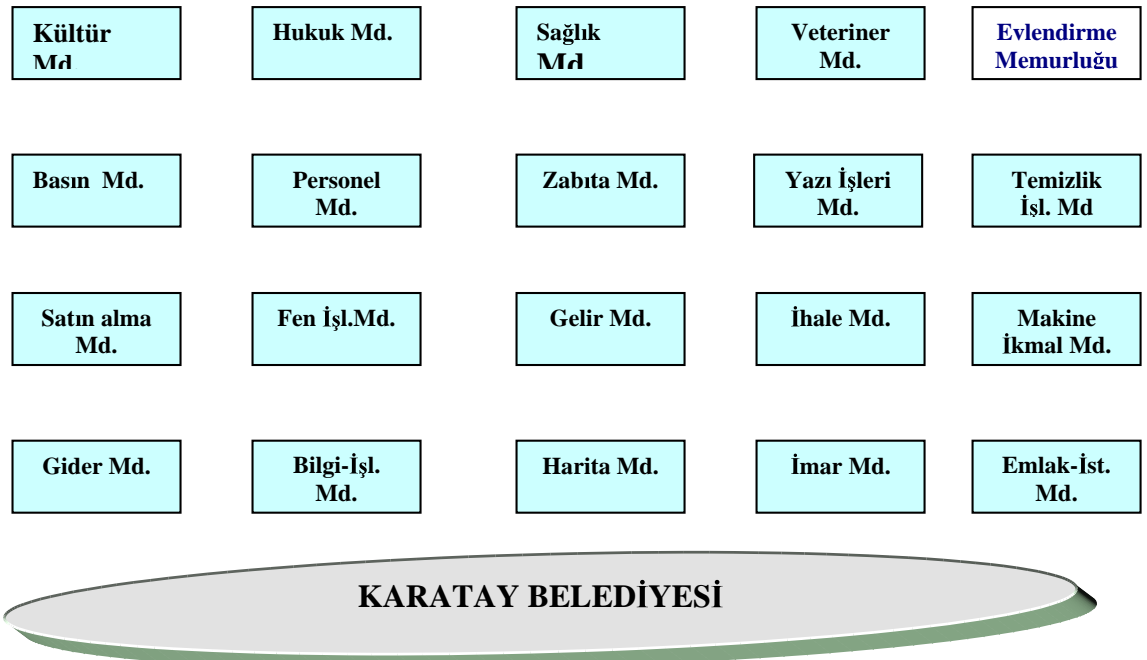 Kültür
Md
Hukuk Md.
Sağlık
Md
Veteriner
Md.
Evlendirme
Memurluğu
Basın  Md.
Personel
Md.
Zabıta Md.
Yazı İşleri
Md.
Temizlik
İşl. Md
Satın alma
Md.
Fen İşl.Md.
Gelir Md.
İhale Md.
Makine
İkmal Md.
Gider Md.
Bilgi-İşl.
Md.
Harita Md.
İmar Md.
Emlak-İst.
Md.
KARATAY BELEDİYESİ